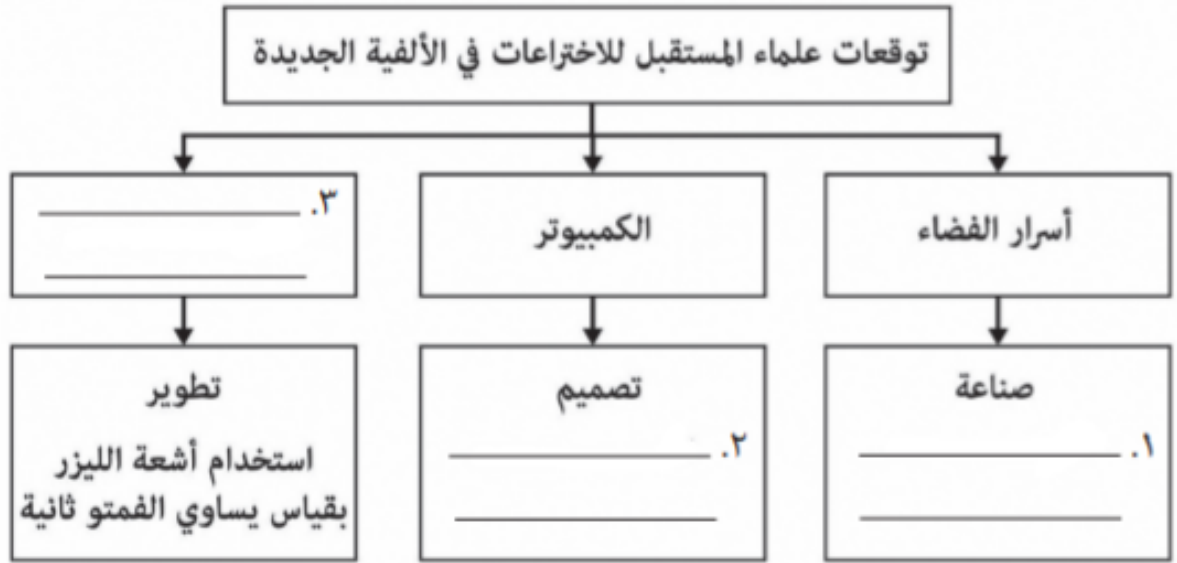 توقعات علماء المستقبل للاختراعات في الألفية الجديدة
أسرار الفضاء
الكمبيوتر
٣.
صناعة
١.
تصميم
٢.
تطوير
استخدام أشعة الليزر
بقياس يساوي الفمتو ثانية